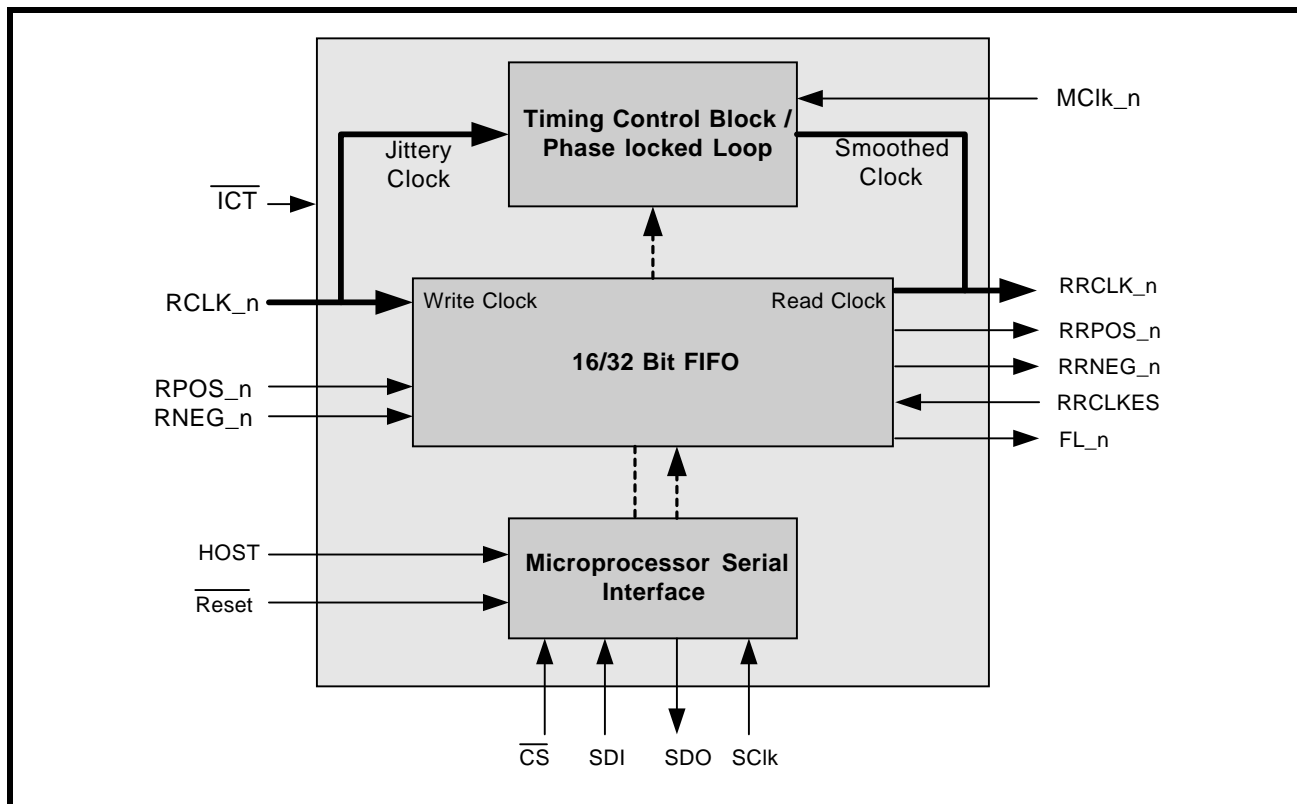 Timing Control Block /
Phase locked Loop
MClk_n
Jittery
Clock
Smoothed
Clock
ICT
RCLK_n
Write Clock
Read Clock
RRCLK_n
RRPOS_n
16/32 Bit FIFO
RRNEG_n
RPOS_n
RRCLKES
RNEG_n
FL_n
HOST
Microprocessor Serial
Interface
Reset
CS
SDI
SDO
SClk